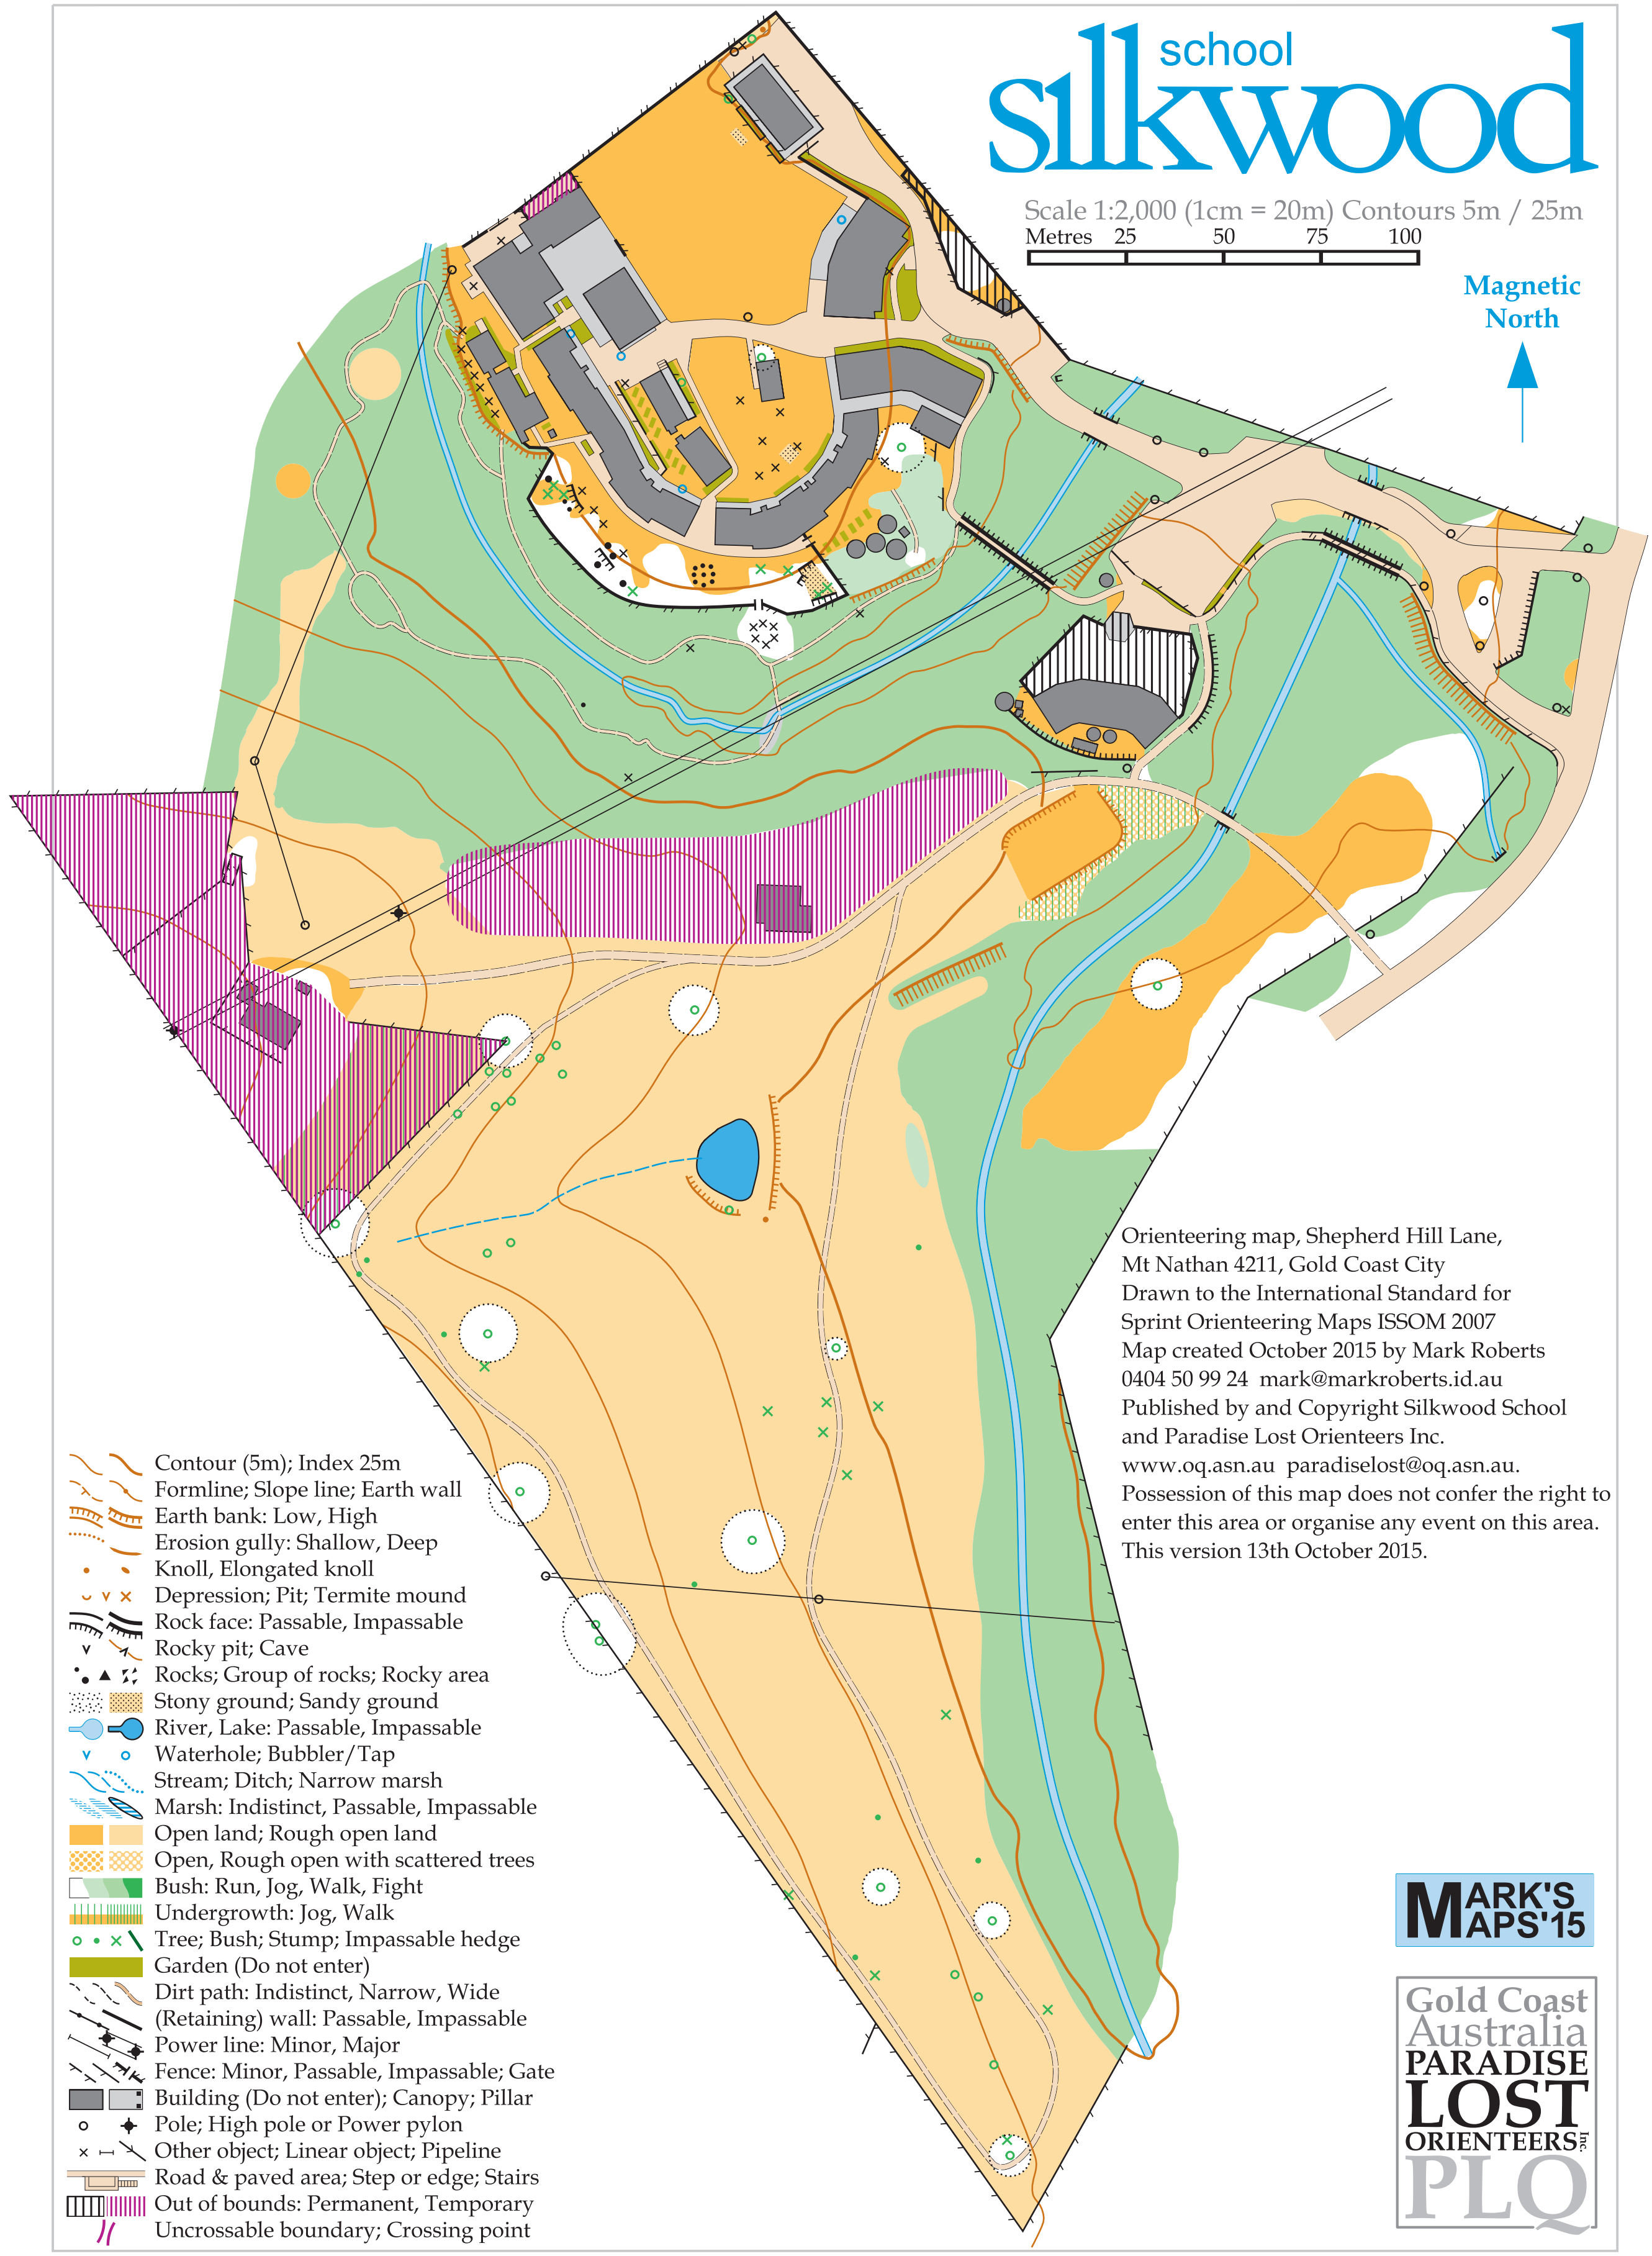 school
silkwood
Scale 1:2,000 (1cm = 20m) Contours 5m / 25m
Metres 25 50 75 100
Magnetic
North
Orienteering map, Shepherd Hill Lane,
Mt Nathan 4211, Gold Coast City
Drawn to the International Standard for
Sprint Orienteering Maps ISSOM 2007
Map created October 2015 by Mark Roberts
0404 50 99 24 mark@markroberts.id.au
Published by and Copyright Silkwood School
and Paradise Lost Orienteers Inc.
www.oq.asn.au paradiselost@oq.asn.au.
Possession of this map does not confer the right to
enter this area or organise any event on this area.
This version 13th October 2015.
Contour (5m); Index 25m
Formline; Slope line; Earth wall
Earth bank: Low, High
Erosion gully: Shallow, Deep
Knoll, Elongated knoll
Depression; Pit; Termite mound
Rock face: Passable, Impassable
Rocky pit; Cave
Rocks; Group of rocks; Rocky area
Stony ground; Sandy ground
River, Lake: Passable, Impassable
Waterhole; Bubbler/Tap
Stream; Ditch; Narrow marsh
Marsh: Indistinct, Passable, Impassable
Open land; Rough open land
Open, Rough open with scattered trees
Bush: Run, Jog, Walk, Fight
Undergrowth: Jog, Walk
Tree; Bush; Stump; Impassable hedge
Garden (Do not enter)
Dirt path: Indistinct, Narrow, Wide
(Retaining) wall: Passable, Impassable
Power line: Minor, Major
Fence: Minor, Passable, Impassable; Gate
Building (Do not enter); Canopy; Pillar
Pole; High pole or Power pylon
Other object; Linear object; Pipeline
Road & paved area; Step or edge; Stairs
Out of bounds: Permanent, Temporary
Uncrossable boundary; Crossing point
MARK'S
MAPS'15
Gold Coast
Australia
PARADISE
LOST
ORIENTEERS Inc.
PLQ